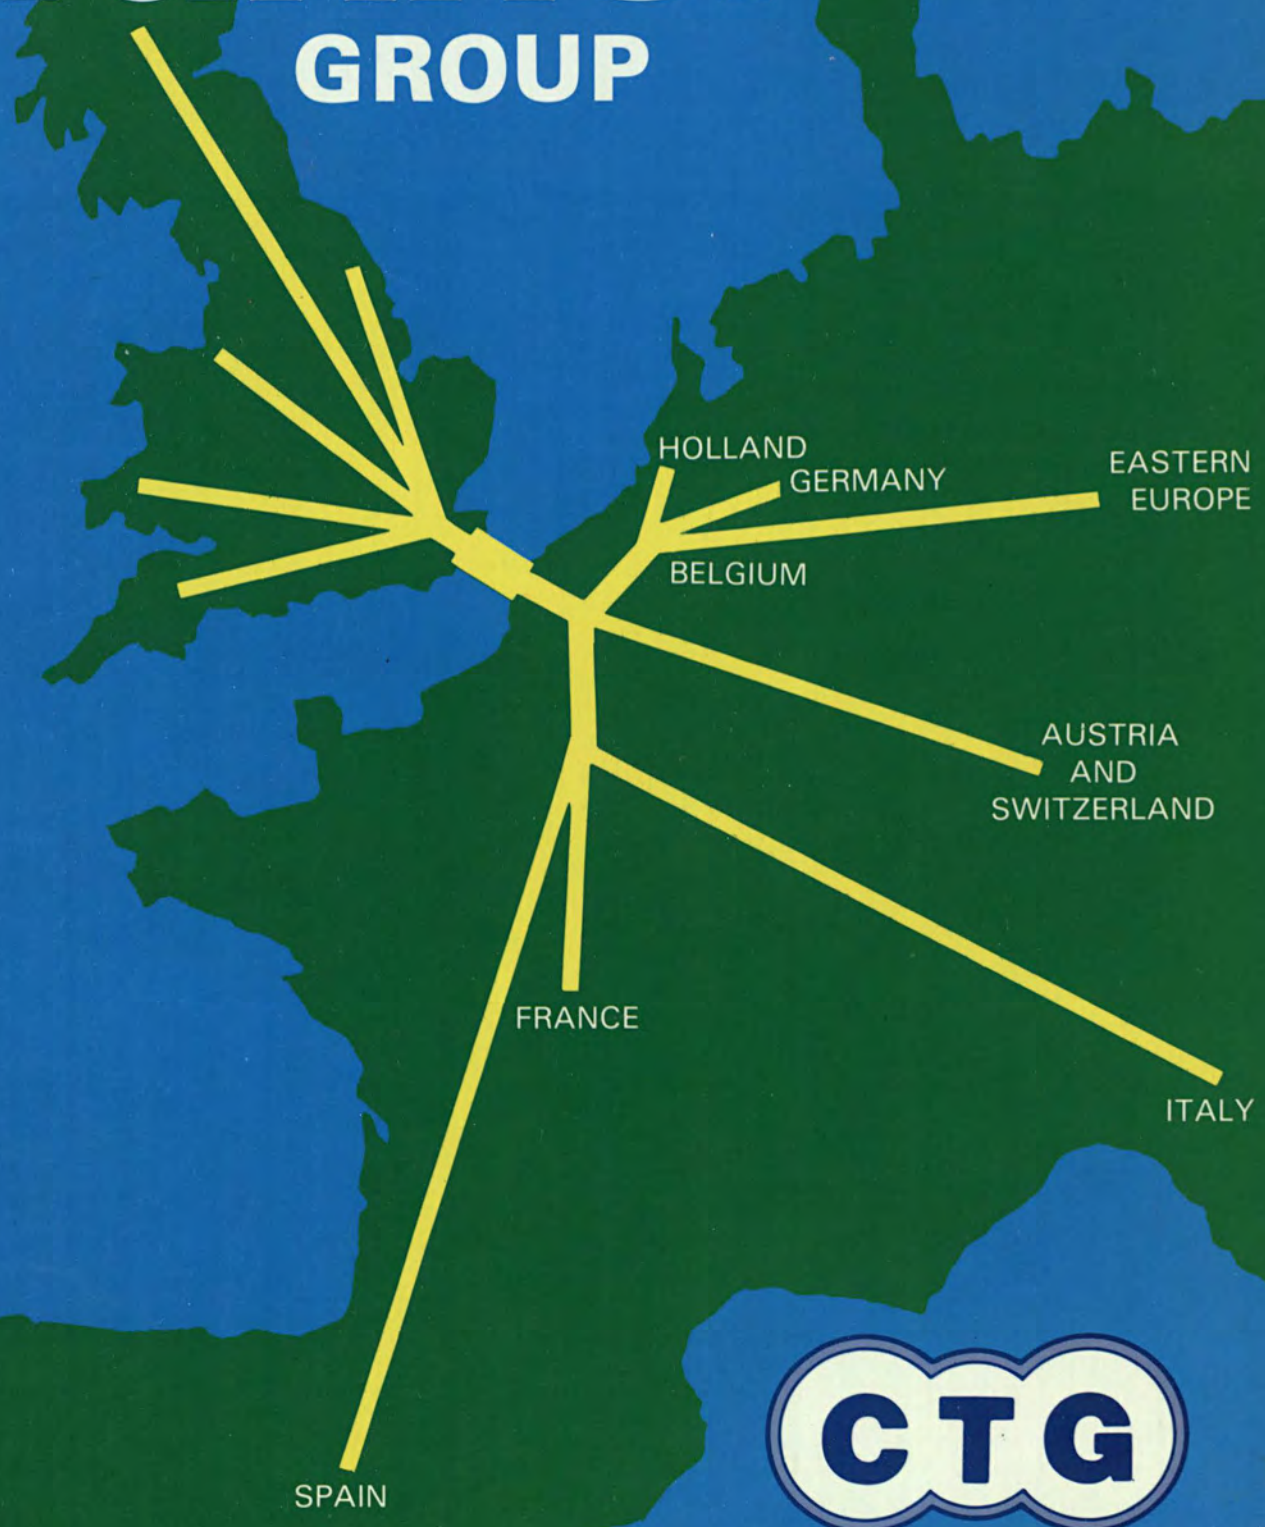 GROUP
HOLLAND
GERMANY
EASTERN
EUROPE
BELGIUM
AUSTRIA
AND
SWITZERLAND
FRANCE
ITALY
SPAIN
CTG